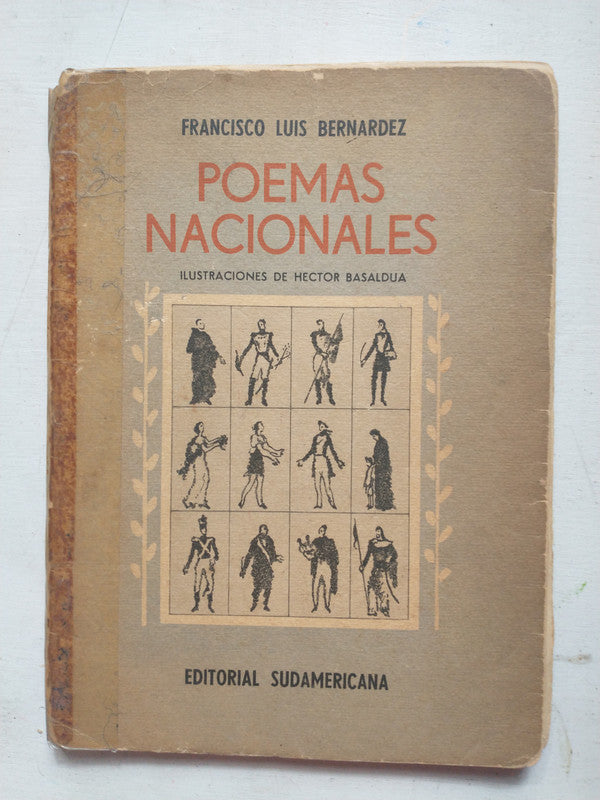 FRANCISCO LUIS BERNARDEZ
POEMAS
NACIONALES
ILUSTRACIONES DE HECTOR BASALDUA
EDITORIAL SUDAMERICANA